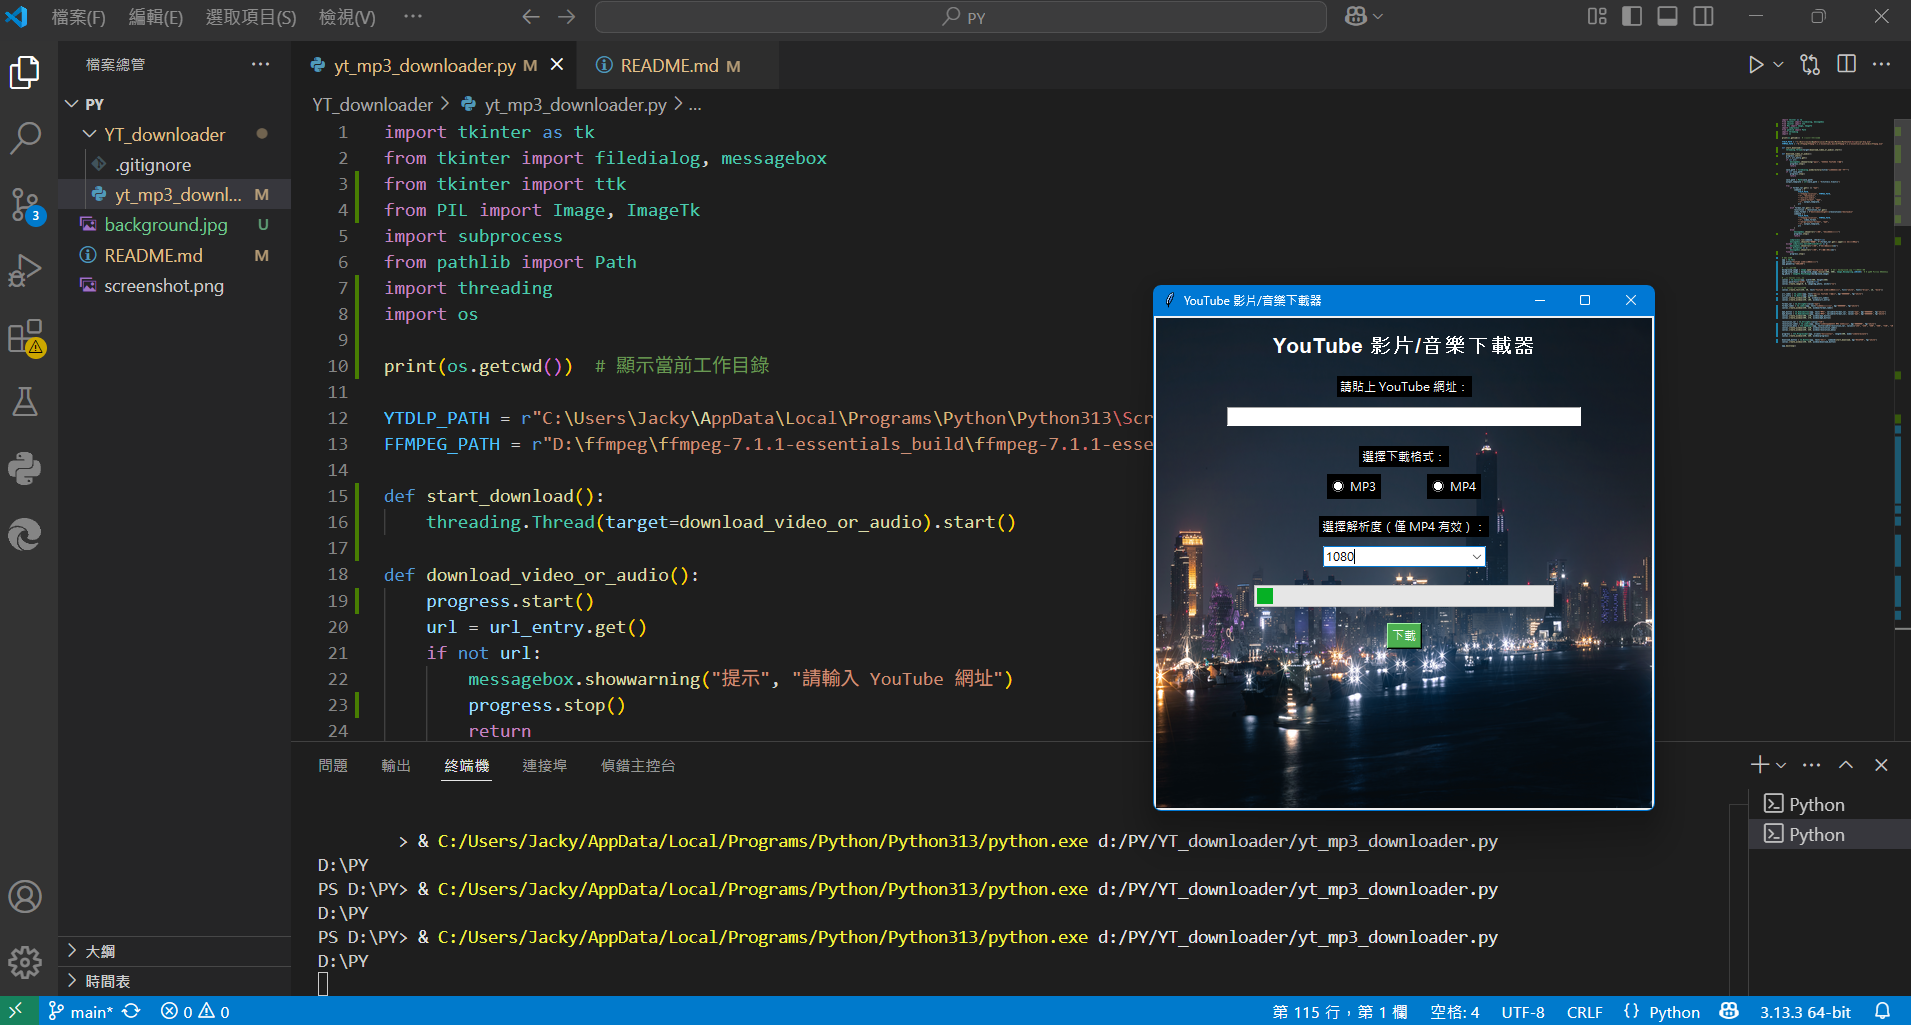 檔案(F) 編輯(E) 選取項目(S) 檢視(V) ··· PY
檔案總管 ···
PY
YT_downloader
.gitignore
yt_mp3_downl... M
background.jpg U
README.md M
screenshot.png
大綱
時間表
3
yt_mp3_downloader.py M
README.md M
YT_downloader > yt_mp3_downloader.py > ...
1 import tkinter as tk
2 from tkinter import filedialog, messagebox
3 from tkinter import ttk
4 from PIL import Image, ImageTk
5 import subprocess
6 from pathlib import Path
7 import threading
8 import os
9
10 print(os.getcwd()) # 顯示當前工作目錄
11
12 YTDLP_PATH = r"C:\Users\Jacky\AppData\Local\Programs\Python\Python313\Scr
13 FFMPEG_PATH = r"D:\ffmpeg\ffmpeg-7.1.1-essentials_build\ffmpeg-7.1.1-esse
14
15 def start_download():
16 threading.Thread(target=download_video_or_audio).start()
17
18 def download_video_or_audio():
19 progress.start()
20 url = url_entry.get()
21 if not url:
22 messagebox.showwarning("提示", "請輸入 YouTube 網址")
23 progress.stop()
24 return
YouTube 影片/音樂下載器
YouTube 影片/音樂下載器
請貼上 YouTube 網址：
選擇下載格式：
MP3 MP4
選擇解析度（僅 MP4 有效）：
1080
下載
問題 輸出 終端機 連接埠 偵錯主控台
> & C:/Users/Jacky/AppData/Local/Programs/Python/Python313/python.exe d:/PY/YT_downloader/yt_mp3_downloader.py
D:\PY
PS D:\PY> & C:/Users/Jacky/AppData/Local/Programs/Python/Python313/python.exe d:/PY/YT_downloader/yt_mp3_downloader.py
D:\PY
PS D:\PY> & C:/Users/Jacky/AppData/Local/Programs/Python/Python313/python.exe d:/PY/YT_downloader/yt_mp3_downloader.py
D:\PY
Python
Python
main* 0 0 第 115 行，第 1 欄 空格: 4 UTF-8 CRLF {} Python 3.13.3 64-bit